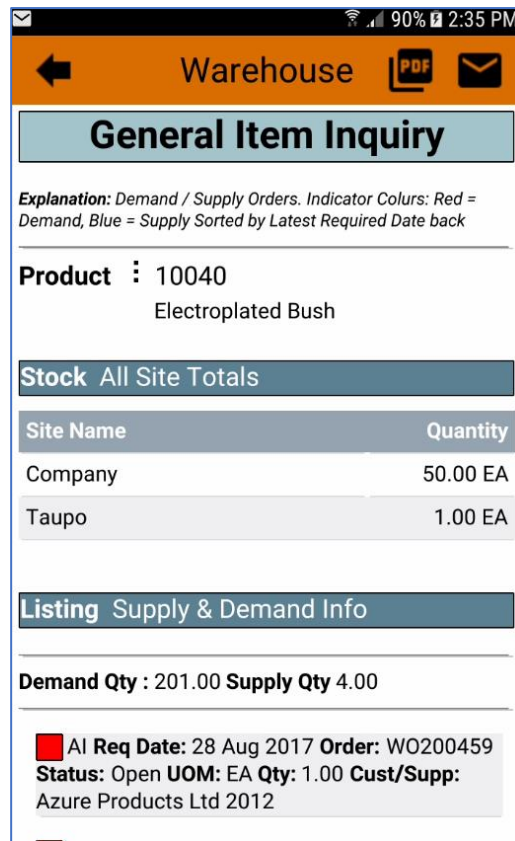 90% 2:35 PM
Warehouse PDF
General Item Inquiry
Explanation: Demand / Supply Orders. Indicator Colurs: Red =
Demand, Blue = Supply Sorted by Latest Required Date back
Product : 10040
Electroplated Bush
Stock All Site Totals
Site Name Quantity
Company 50.00 EA
Taupo 1.00 EA
Listing Supply & Demand Info
Demand Qty : 201.00 Supply Qty 4.00
AI Req Date: 28 Aug 2017 Order: WO200459
Status: Open UOM: EA Qty: 1.00 Cust/Supp:
Azure Products Ltd 2012